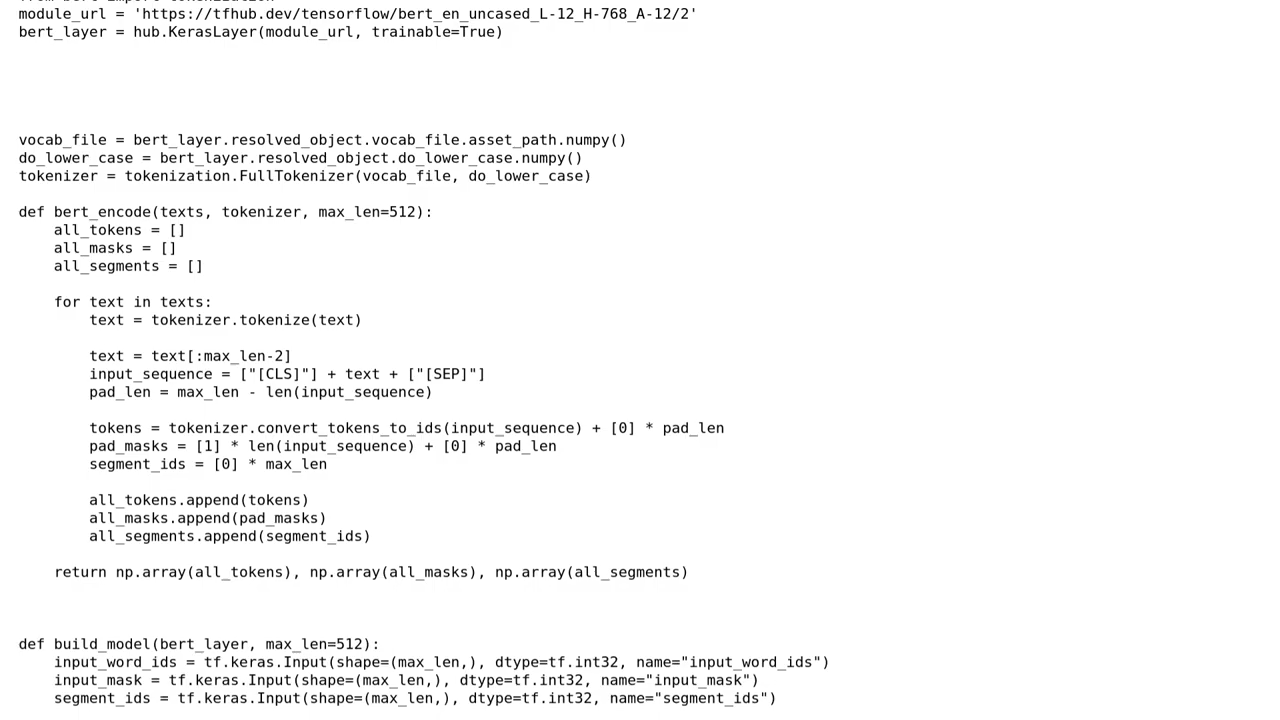 module_url = 'https://tfhub.dev/tensorflow/bert_en_uncased_L-12_H-768_A-12/2'
bert_layer = hub.KerasLayer(module_url, trainable=True)
vocab_file = bert_layer.resolved_object.vocab_file.asset_path.numpy()
do_lower_case = bert_layer.resolved_object.do_lower_case.numpy()
tokenizer = tokenization.FullTokenizer(vocab_file, do_lower_case)
def bert_encode(texts, tokenizer, max_len=512):
    all_tokens = []
    all_masks = []
    all_segments = []
    for text in texts:
        text = tokenizer.tokenize(text)
        text = text[:max_len-2]
        input_sequence = ["[CLS]"] + text + ["[SEP]"]
        pad_len = max_len - len(input_sequence)
        tokens = tokenizer.convert_tokens_to_ids(input_sequence) + [0] * pad_len
        pad_masks = [1] * len(input_sequence) + [0] * pad_len
        segment_ids = [0] * max_len
        all_tokens.append(tokens)
        all_masks.append(pad_masks)
        all_segments.append(segment_ids)
    return np.array(all_tokens), np.array(all_masks), np.array(all_segments)
def build_model(bert_layer, max_len=512):
    input_word_ids = tf.keras.Input(shape=(max_len,), dtype=tf.int32, name="input_word_ids")
    input_mask = tf.keras.Input(shape=(max_len,), dtype=tf.int32, name="input_mask")
    segment_ids = tf.keras.Input(shape=(max_len,), dtype=tf.int32, name="segment_ids")